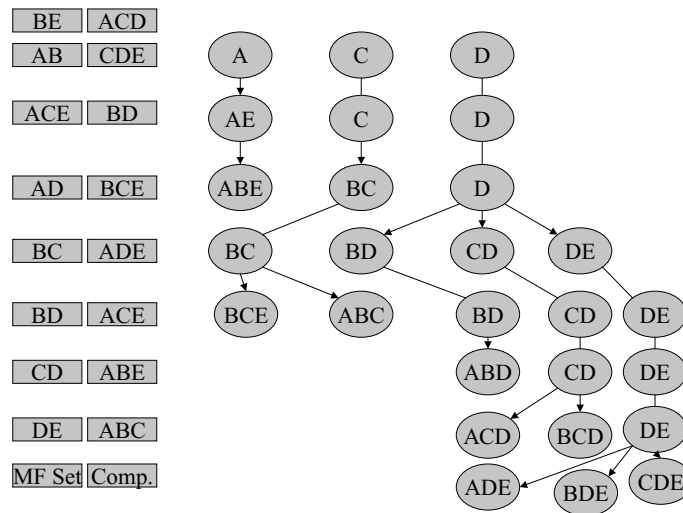 BE ACD
AB CDE A C D
ACE BD AE C D
AD BCE ABE BC D
BC ADE BC BD CD DE
BD ACE BCE ABC BD CD DE
CD ABE ABD CD DE
DE ABC ACD BCD DE
MF Set Comp. ADE BDE CDE